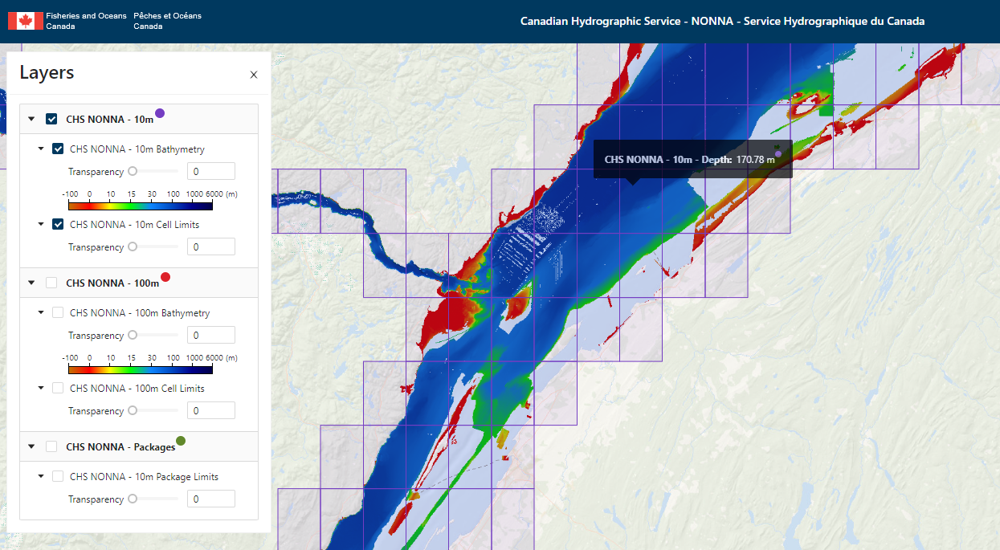 Fisheries and Oceans Pêches et Océans
Canada Canada
Canadian Hydrographic Service - NONNA - Service Hydrographique du Canada
Layers
CHS NONNA - 10m
CHS NONNA - 10m Bathymetry
Transparency 0
-100 0 10 15 30 100 1000 6000 (m)
CHS NONNA - 10m Cell Limits
Transparency 0
CHS NONNA - 100m
CHS NONNA - 100m Bathymetry
Transparency 0
-100 0 10 15 30 100 1000 6000 (m)
CHS NONNA - 100m Cell Limits
Transparency 0
CHS NONNA - Packages
CHS NONNA - 10m Package Limits
Transparency 0
CHS NONNA - 10m - Depth: 170.78 m